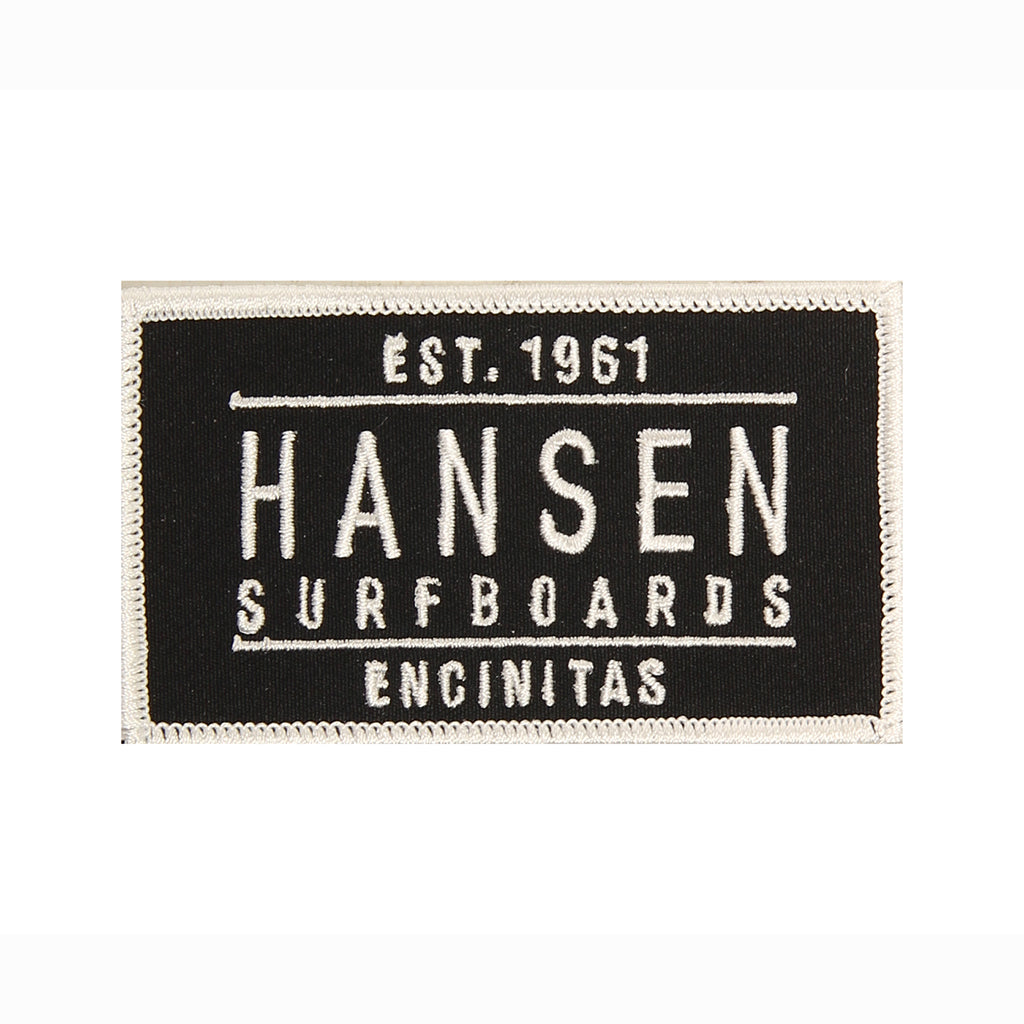 EST. 1961
HANSEN
SURFBOARDS
ENCINITAS